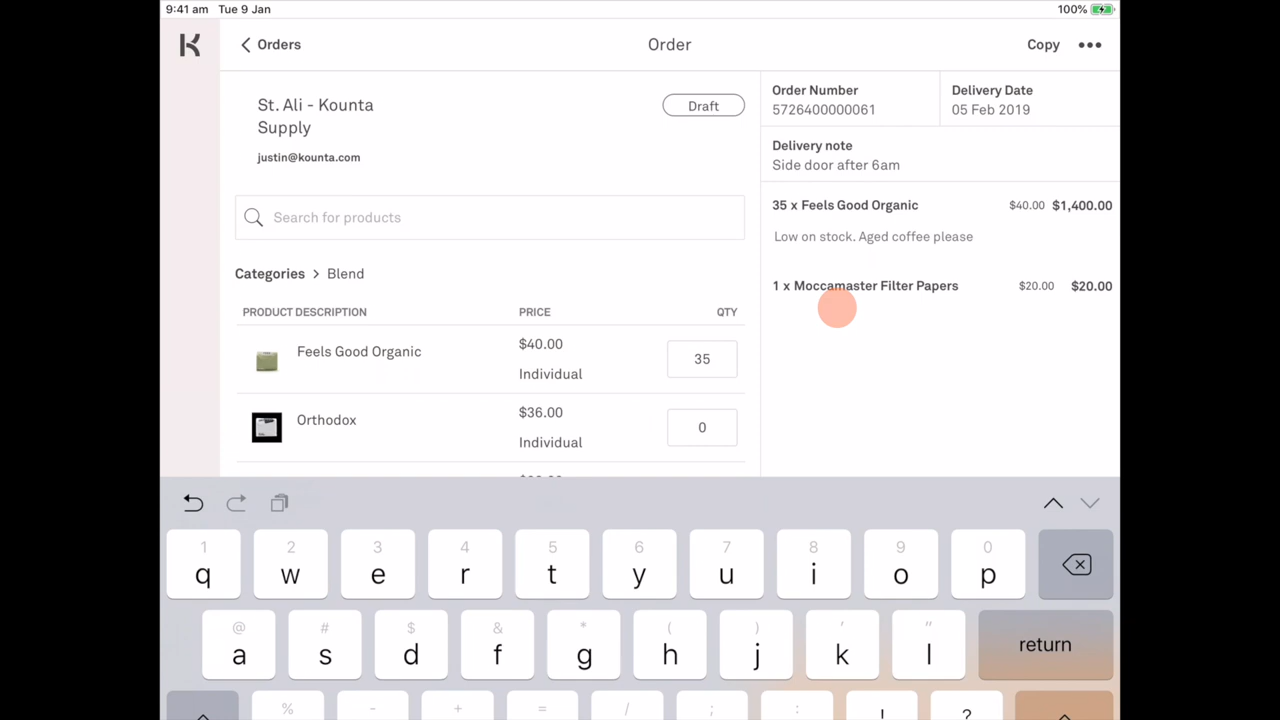 9:41 am Tue 9 Jan
100%
Orders
Order
Copy
St. Ali - Kounta
Supply
Draft
justin@kounta.com
Search for products
Categories > Blend
PRODUCT DESCRIPTION PRICE QTY
Feels Good Organic
$40.00
Individual
35
Orthodox
$36.00
Individual
0
Order Number
5726400000061
Delivery Date
05 Feb 2019
Delivery note
Side door after 6am
35 x Feels Good Organic $40.00 $1,400.00
Low on stock. Aged coffee please
1 x Moccamaster Filter Papers $20.00 $20.00
1 2 3 4 5 6 7 8 9 0
q w e r t y u i o p
@ # $ & * ( ) ' "
a s d f g h j k l return
% - + = / ; : ! ?